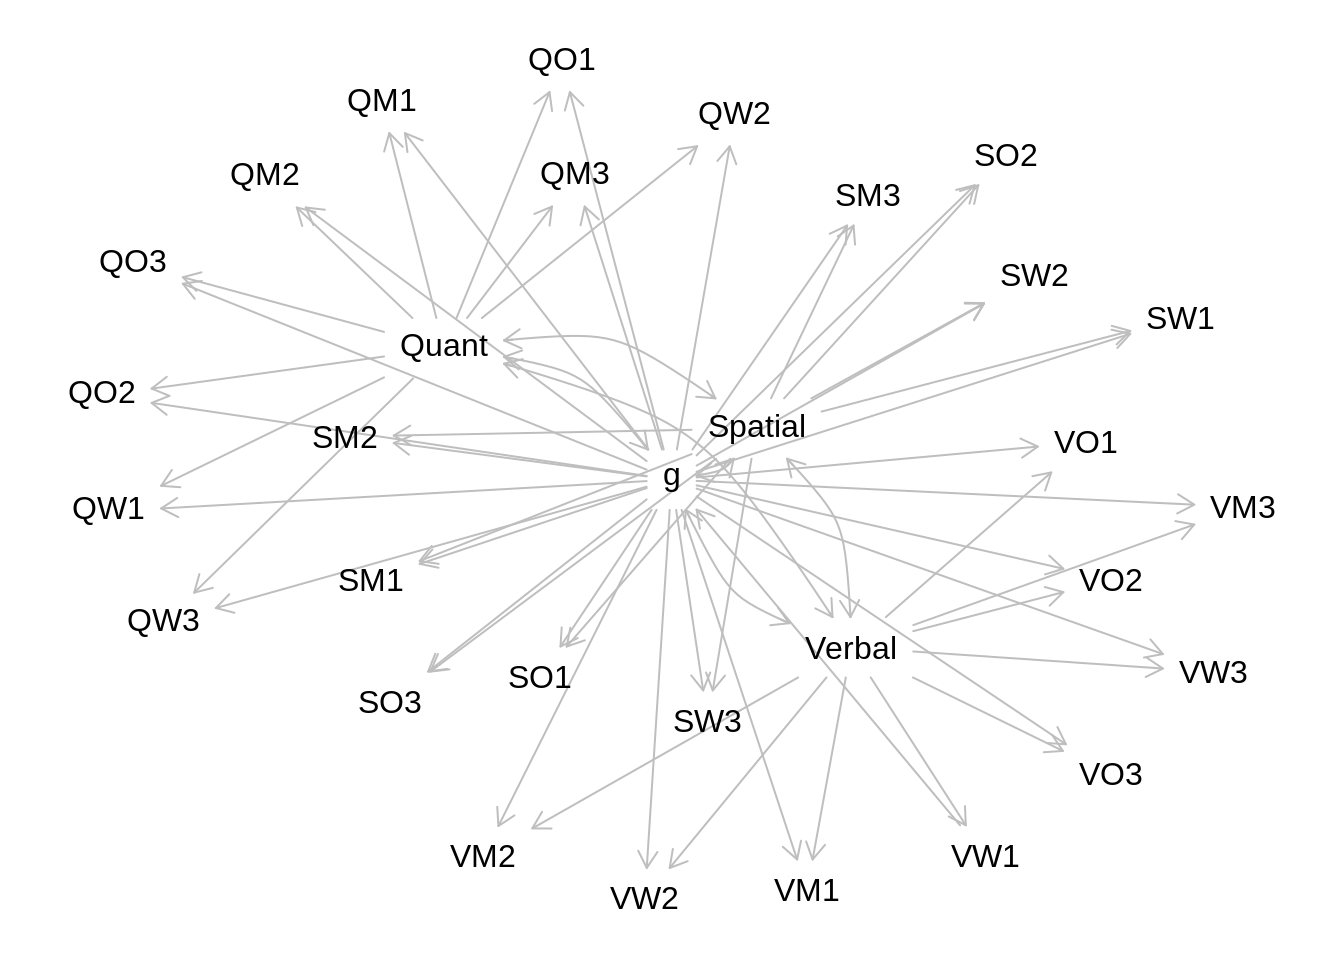 QO1
QM1
QW2
SO2
QM2
QM3
SM3
QO3
SW2
SW1
Quant
QO2
SM2
Spatial
VO1
g
QW1
VM3
SM1
VO2
QW3
Verbal
SO1
VW3
SO3
SW3
VO3
VM2
VW1
VW2
VM1